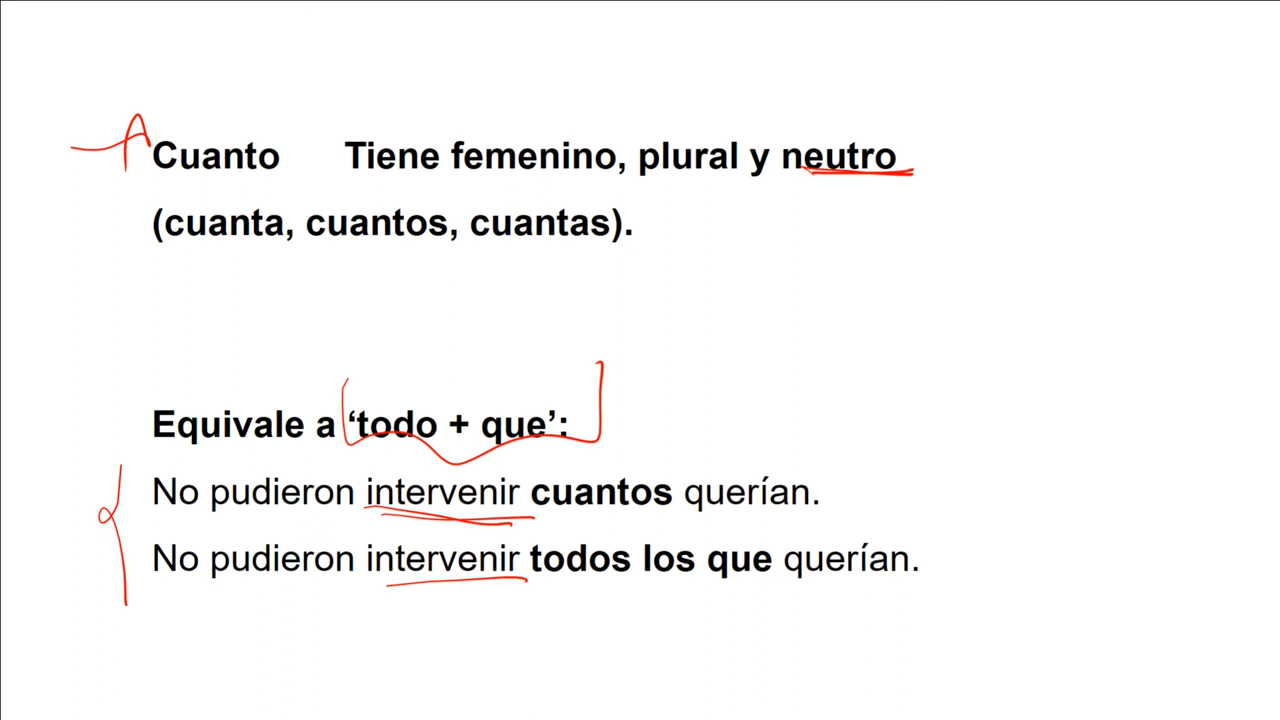 Cuanto Tiene femenino, plural y neutro
(cuanta, cuantos, cuantas).
Equivale a ‘todo + que’:
No pudieron intervenir cuantos querían.
No pudieron intervenir todos los que querían.